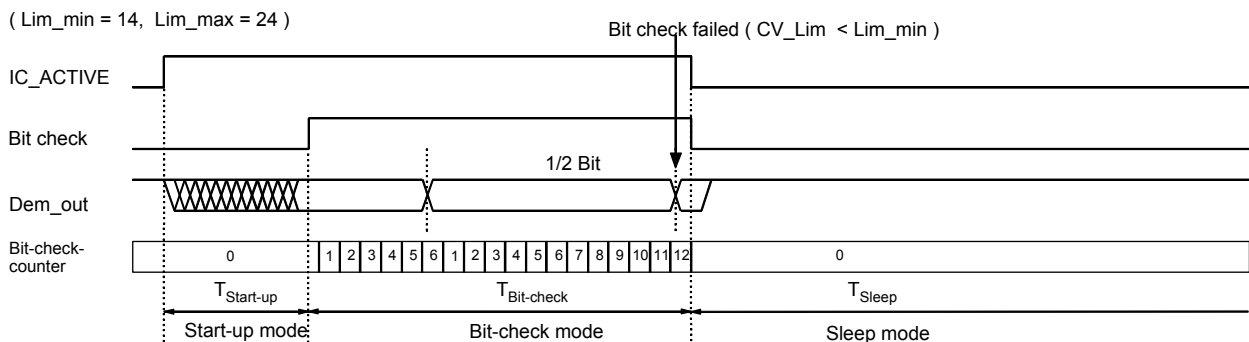 ( Lim_min = 14, Lim_max = 24 )
Bit check failed ( CV_Lim < Lim_min )
IC_ACTIVE
Bit check
1/2 Bit
Dem_out
Bit-check-
counter
0 1 2 3 4 5 6 1 2 3 4 5 6 7 8 9 10 11 12 0
TStart-up TBit-check TSleep
Start-up mode Bit-check mode Sleep mode